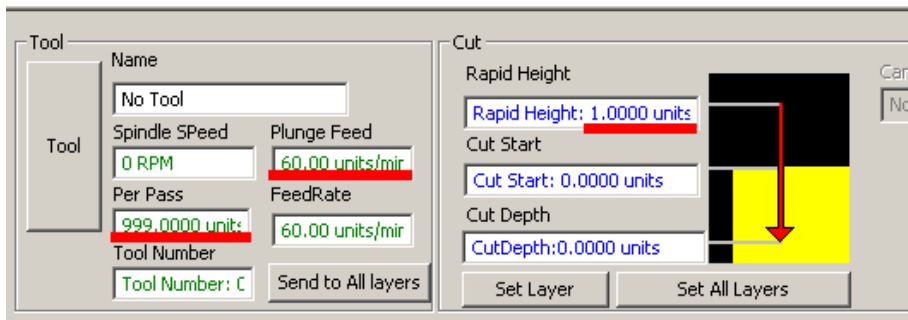 Tool
Name
No Tool
Spindle SPeed
Plunge Feed
Tool
0 RPM
60.00 units/mir
Per Pass
FeedRate
999.0000 units
60.00 units/mir
Tool Number
Tool Number: 0
Send to All layers
Cut
Rapid Height
Rapid Height: 1.0000 units
Cut Start
Cut Start: 0.0000 units
Cut Depth
CutDepth:0.0000 units
Set Layer
Set All Layers
Car
No